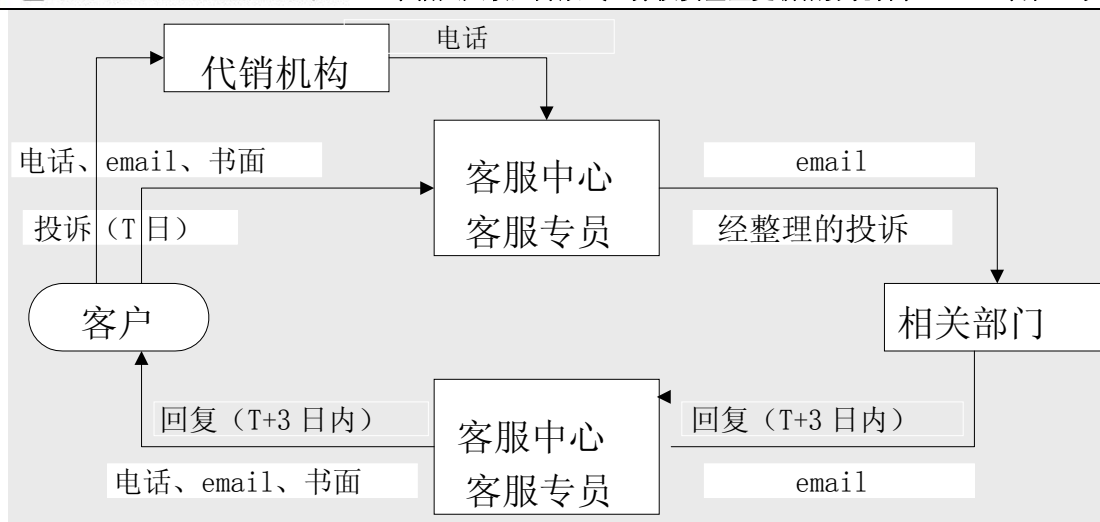 电话
代销机构
电话、email、书面
客服中心
客服专员
email
投诉（T 日）
经整理的投诉
客户
相关部门
回复（T+3 日内）
客服中心
客服专员
回复（T+3 日内）
电话、email、书面
email